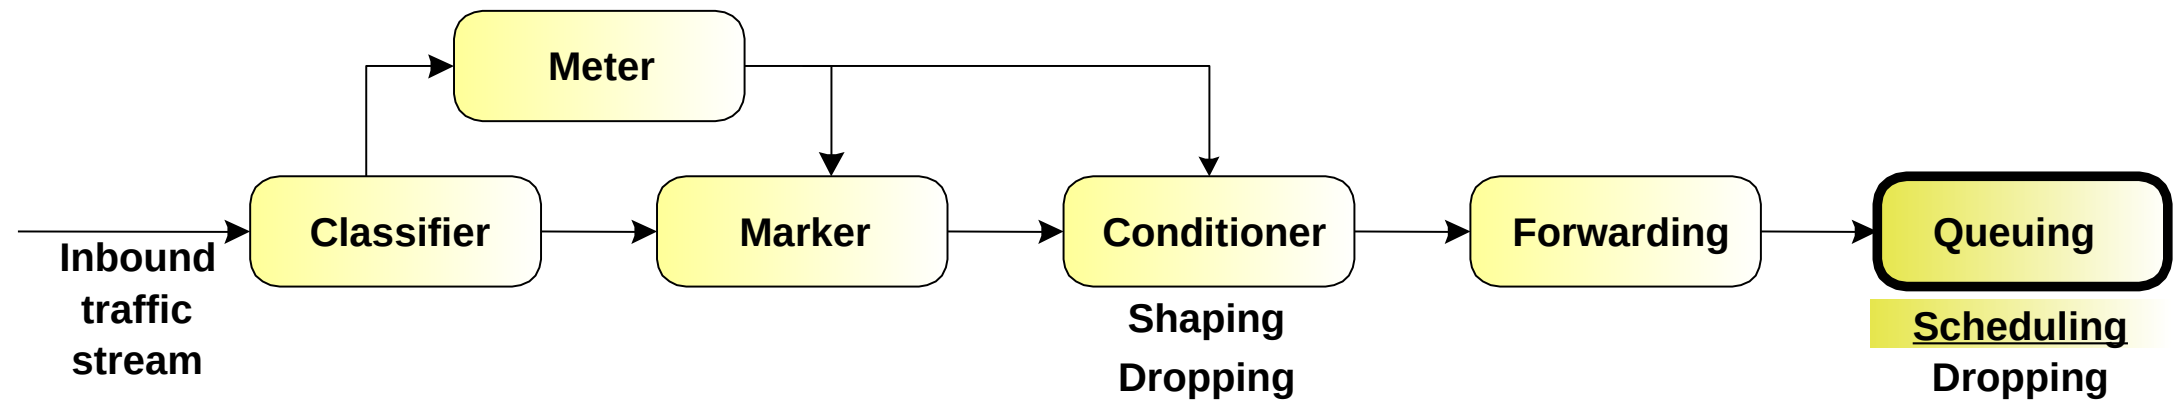 Meter
Classifier
Marker
Conditioner
Forwarding
Queuing
Inbound
traffic
stream
Shaping
Dropping
Scheduling
Dropping